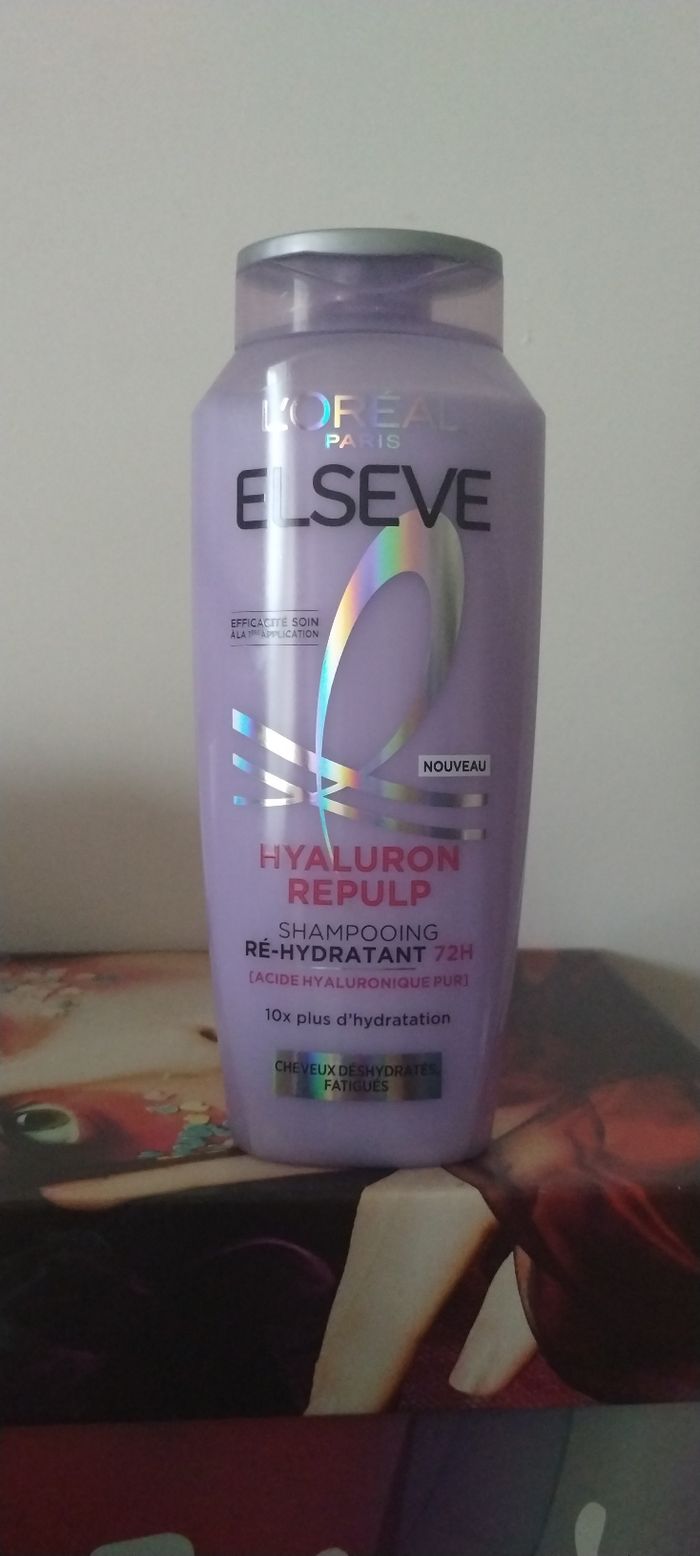 L'ORÉAL
PARIS
ELSEVE
EFFICACITÉ SOIN
À LA 1ÈRE APPLICATION
NOUVEAU
HYALURON
REPULP
SHAMPOOING
RÉ-HYDRATANT 72H
[ACIDE HYALURONIQUE PUR]
10x plus d'hydratation
CHEVEUX DÉSHYDRATÉS,
FATIGUÉS